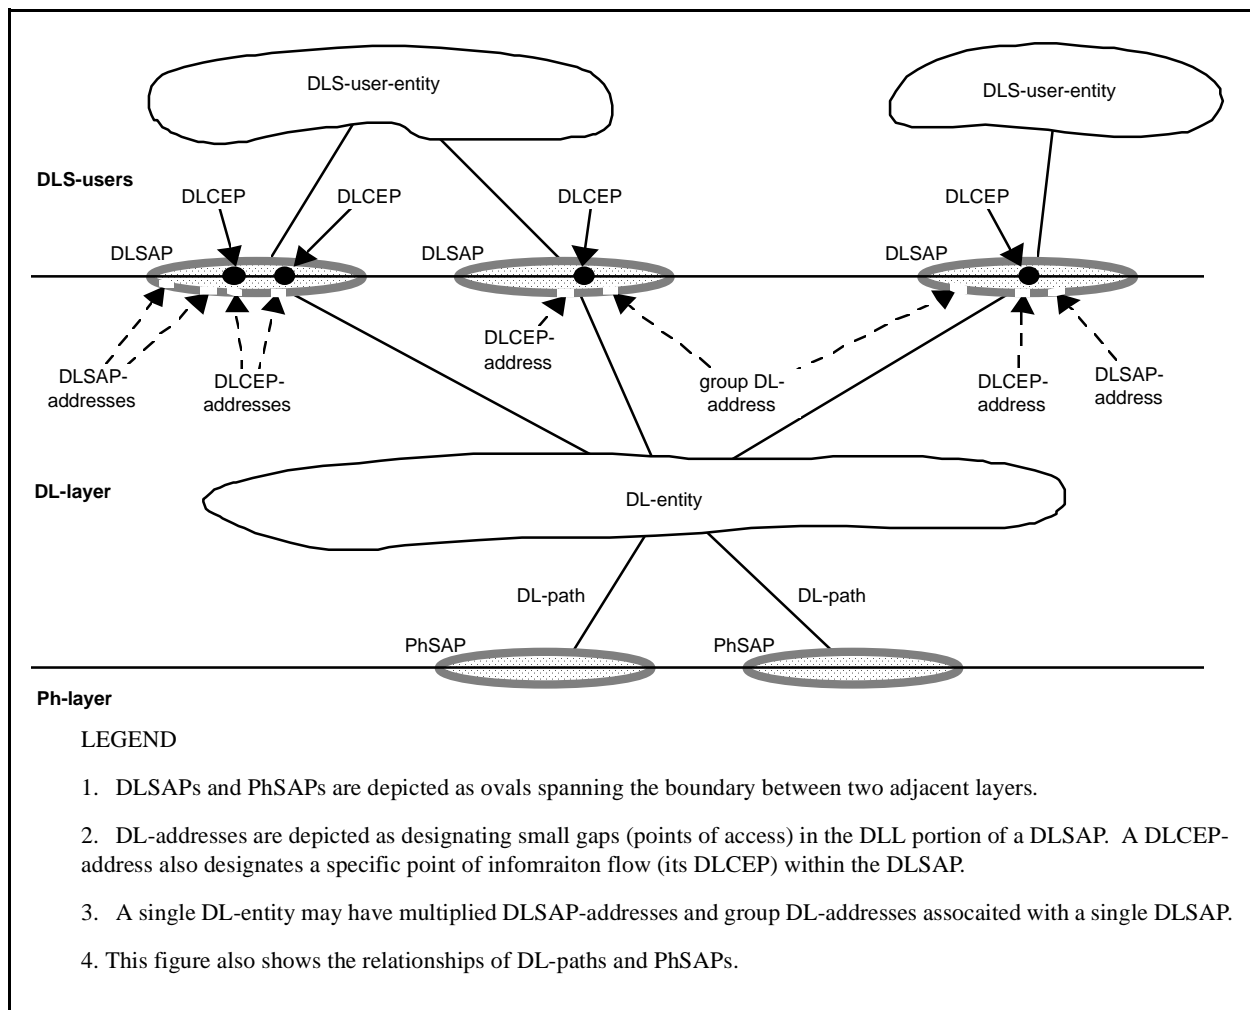 DLS-user-entity
DLS-user-entity
DLS-users
DLCEP
DLCEP
DLCEP
DLCEP
DLSAP
DLSAP
DLSAP
DLSAP-
addresses
DLCEP-
addresses
DLCEP-
address
group DL-
address
DLCEP-
address
DLSAP-
address
DL-layer
DL-entity
DL-path
DL-path
PhSAP
PhSAP
Ph-layer
LEGEND
1. DLSAPs and PhSAPs are depicted as ovals spanning the boundary between two adjacent layers.
2. DL-addresses are depicted as designating small gaps (points of access) in the DLL portion of a DLSAP. A DLCEP-
address also designates a specific point of infomraiton flow (its DLCEP) within the DLSAP.
3. A single DL-entity may have multiplied DLSAP-addresses and group DL-addresses assocaited with a single DLSAP.
4. This figure also shows the relationships of DL-paths and PhSAPs.